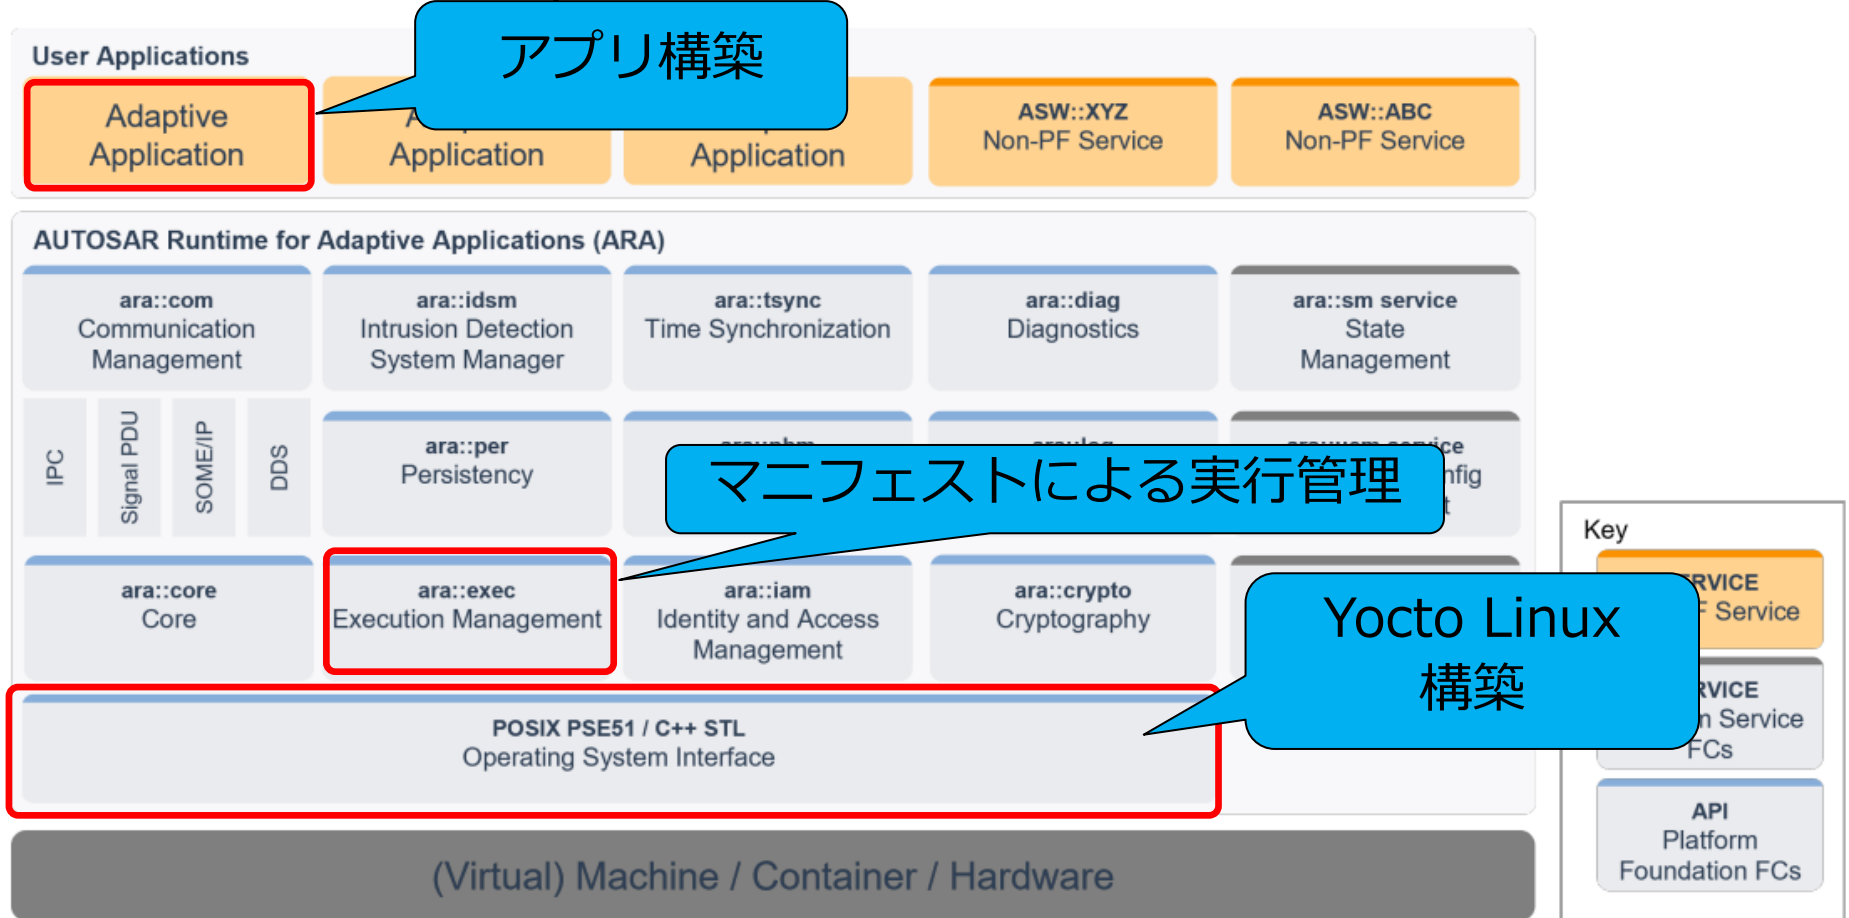 アプリ構築
User Applications
Adaptive
Application
Application
Application
ASW::XYZ
Non-PF Service
ASW::ABC
Non-PF Service
AUTOSAR Runtime for Adaptive Applications (ARA)
ara::com
Communication
Management
ara::idsm
Intrusion Detection
System Manager
ara::tsync
Time Synchronization
ara::diag
Diagnostics
ara::sm service
State
Management
IPC
Signal PDU
SOME/IP
DDS
ara::per
Persistency
マニフェストによる実行管理
ara::core
Core
ara::exec
Execution Management
ara::iam
Identity and Access
Management
ara::crypto
Cryptography
Yocto Linux
構築
POSIX PSE51 / C++ STL
Operating System Interface
(Virtual) Machine / Container / Hardware
Key
Service
Service
FCs
API
Platform
Foundation FCs